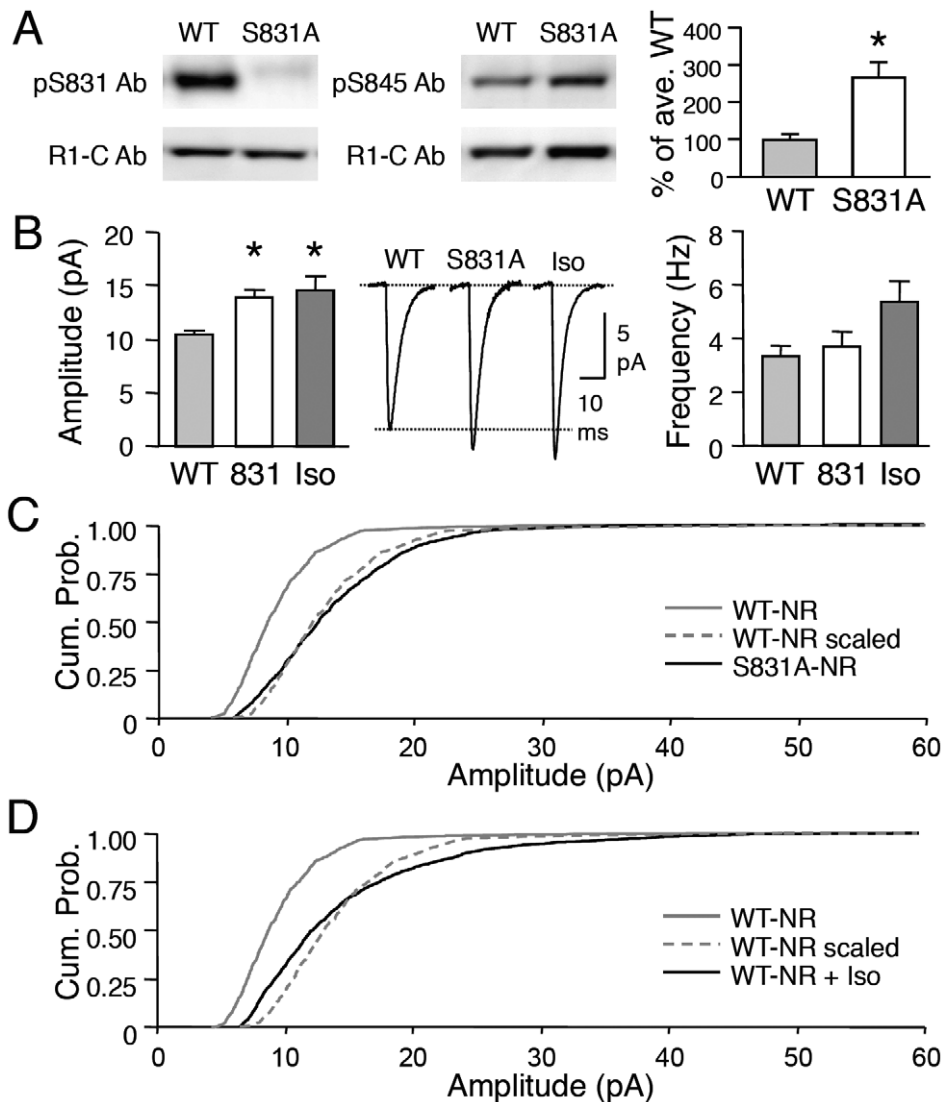 A
WT S831A
pS831 Ab
R1-C Ab
WT S831A
pS845 Ab
R1-C Ab
% of ave. WT
400
300
200
100
0
*
WT S831A
B
Amplitude (pA)
20
15
10
5
0
* *
WT 831 Iso
WT S831A Iso
5
pA
10
ms
Frequency (Hz)
8
6
4
2
0
WT 831 Iso
C
Cum. Prob.
1.00
0.75
0.50
0.25
0
WT-NR
WT-NR scaled
S831A-NR
0 10 20 30 40 50 60
Amplitude (pA)
D
Cum. Prob.
1.00
0.75
0.50
0.25
0
WT-NR
WT-NR scaled
WT-NR + Iso
0 10 20 30 40 50 60
Amplitude (pA)